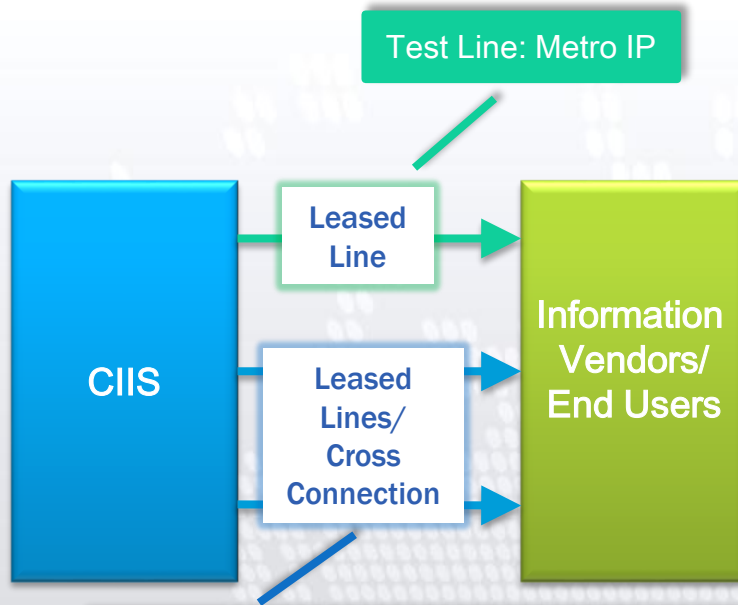 Test Line: Metro IP
Leased
Line
CIIS
Leased
Lines/
Cross
Connection
Information
Vendors/
End Users